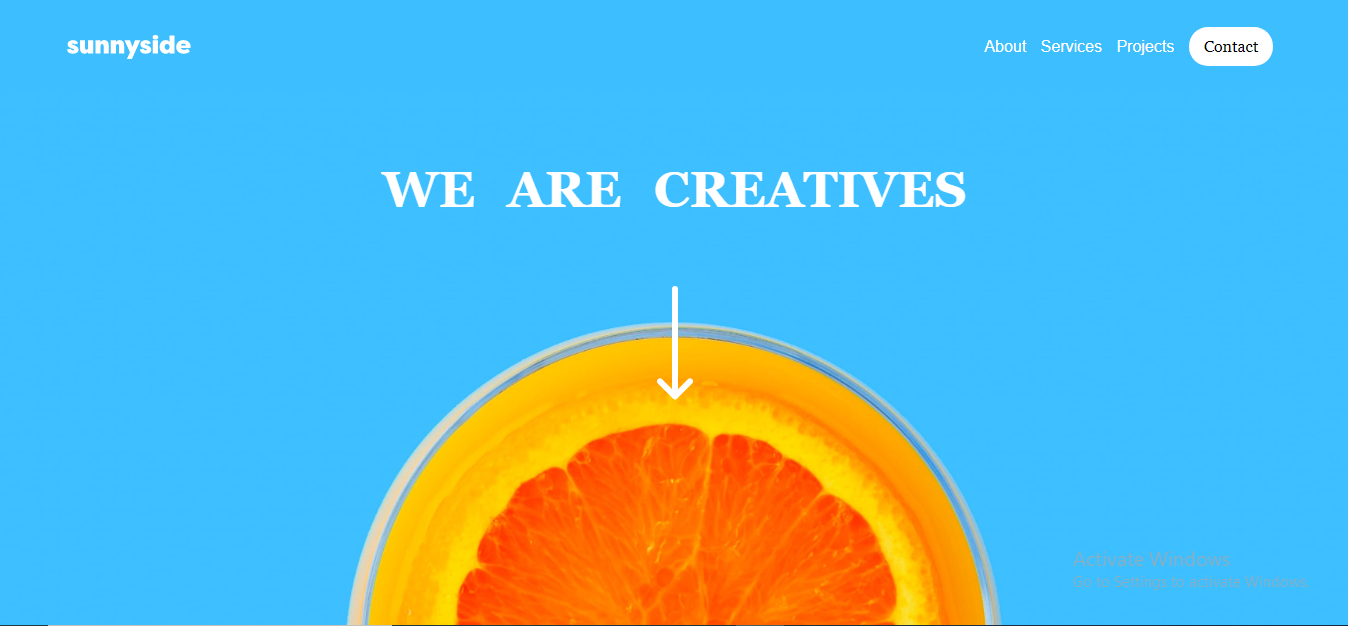 sunnyside
About Services Projects Contact
WE ARE CREATIVES
Activate Windows
Go to Settings to activate Windows.